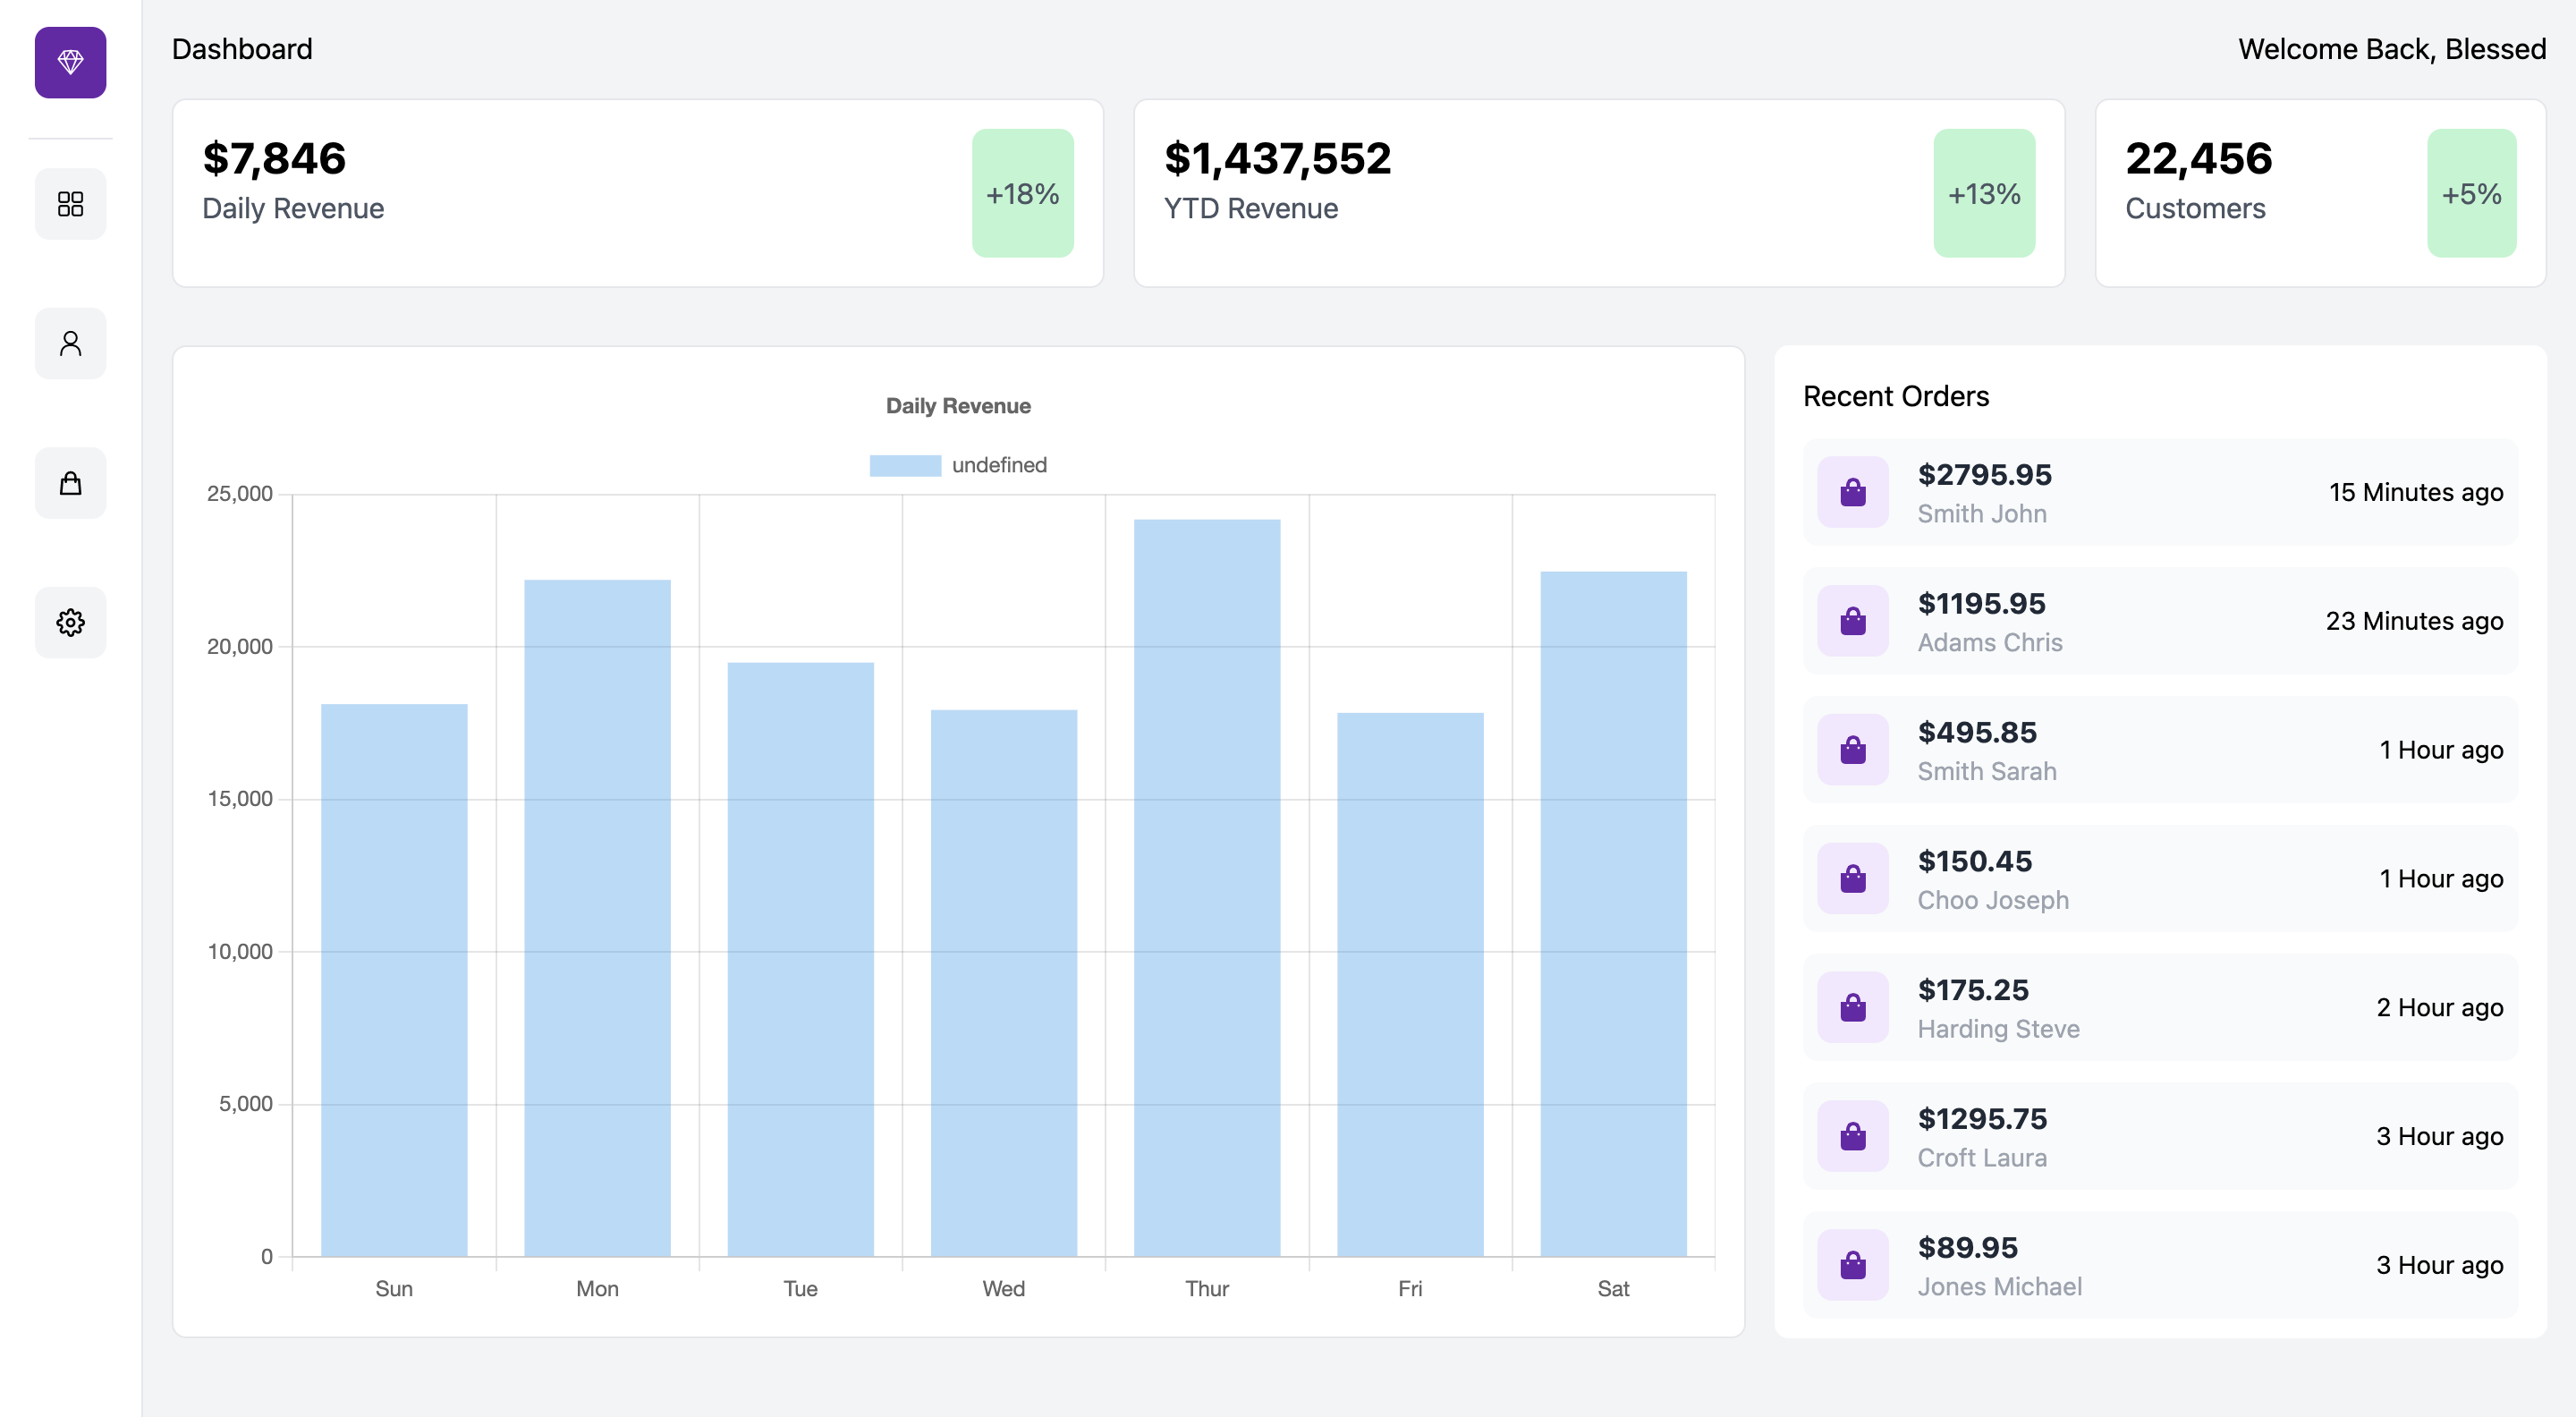 Dashboard
Welcome Back, Blessed
$7,846
Daily Revenue
+18%
$1,437,552
YTD Revenue
+13%
22,456
Customers
+5%
Daily Revenue
undefined
25,000
20,000
15,000
10,000
5,000
0
Sun
Mon
Tue
Wed
Thur
Fri
Sat
Recent Orders
$2795.95
Smith John
15 Minutes ago
$1195.95
Adams Chris
23 Minutes ago
$495.85
Smith Sarah
1 Hour ago
$150.45
Choo Joseph
1 Hour ago
$175.25
Harding Steve
2 Hour ago
$1295.75
Croft Laura
3 Hour ago
$89.95
Jones Michael
3 Hour ago